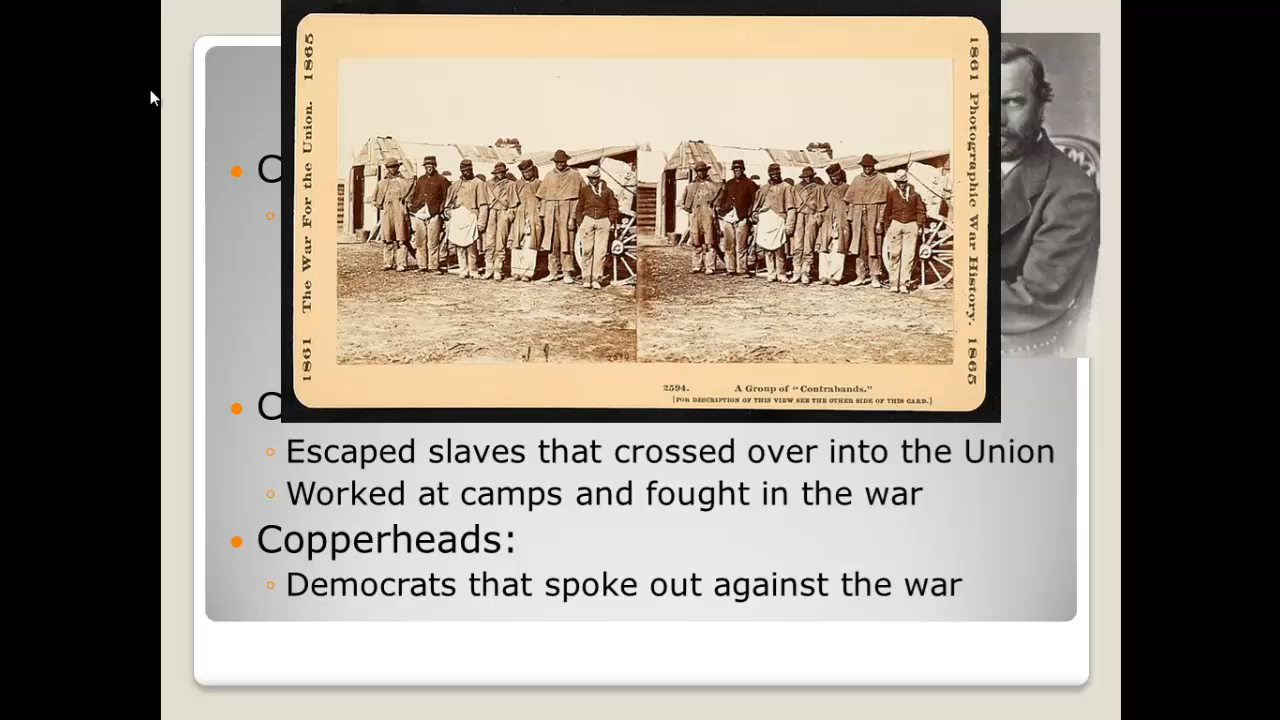 1861 The War For the Union. 1865
1861 Photographic War History. 1865
2594. A Group of "Contrabands."
[FOR DESCRIPTION OF THIS VIEW SEE THE OTHER SIDE OF THIS CARD.]
C
C
Escaped slaves that crossed over into the Union
Worked at camps and fought in the war
Copperheads:
Democrats that spoke out against the war